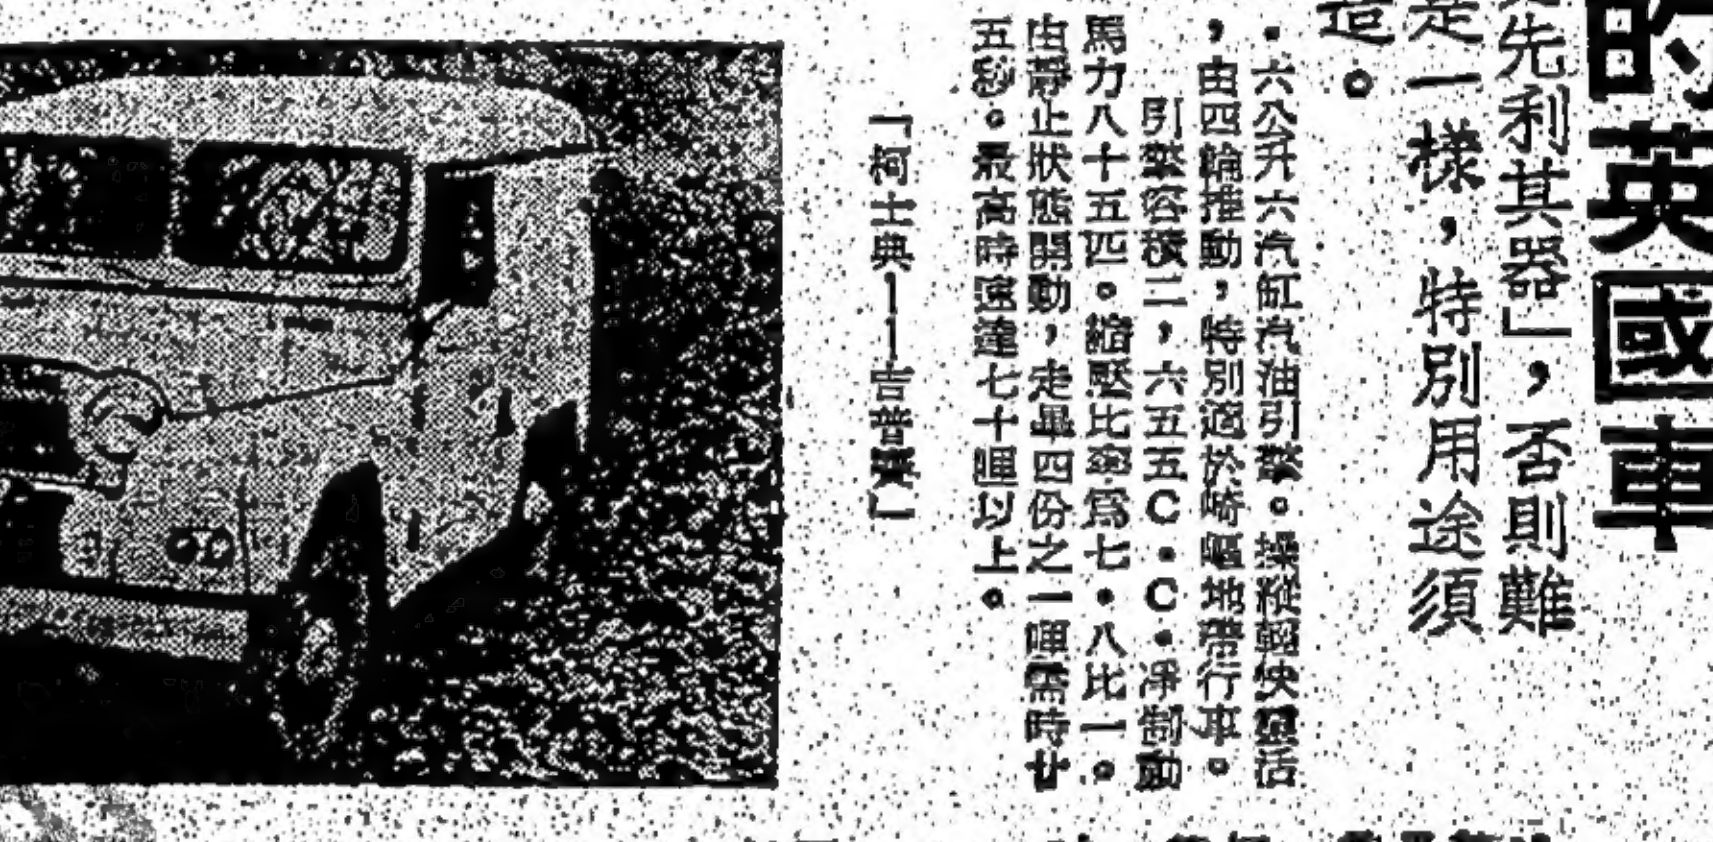 的英國車
先利其器」，否則難
是一樣，特別用途須
造。
・六公升六汽缸汽油引擎。操縱輕快靈活
，由四輪推動，特別適於崎嶇地帶行車。
引擎容積二，六五五C・C・淨制動
馬力八十五匹。縮壓比率爲七・八比一。
由靜止狀態開動，走畢四份之一哩需時廿
五秒。最高時速達七十哩以上。
「柯士典——吉普